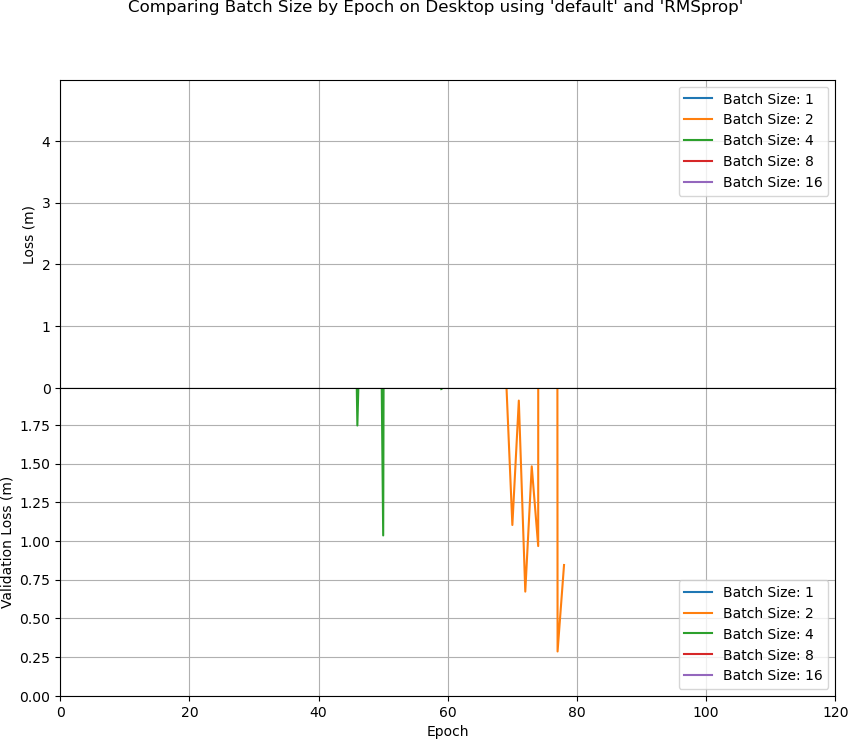 Comparing Batch Size by Epoch on Desktop using 'default' and 'RMSprop'
Loss (m)
4
3
2
1
0
Batch Size: 1
Batch Size: 2
Batch Size: 4
Batch Size: 8
Batch Size: 16
Validation Loss (m)
1.75
1.50
1.25
1.00
0.75
0.50
0.25
0.00
Batch Size: 1
Batch Size: 2
Batch Size: 4
Batch Size: 8
Batch Size: 16
0 20 40 60 80 100 120
Epoch